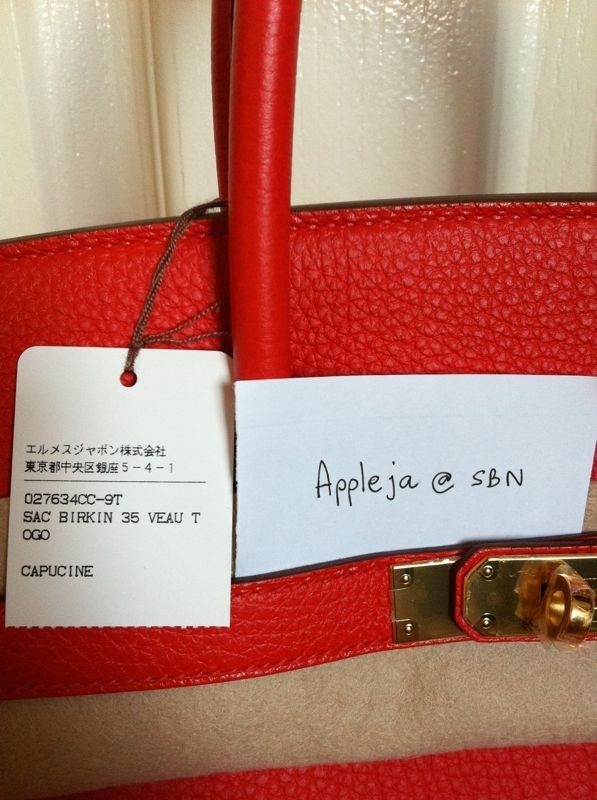 エルメスジャポン株式会社
東京都中央区銀座5-4-1
027634CC-9T
SAC BIRKIN 35 VEAU T
OGO
CAPUCINE
Appleja @ SBN